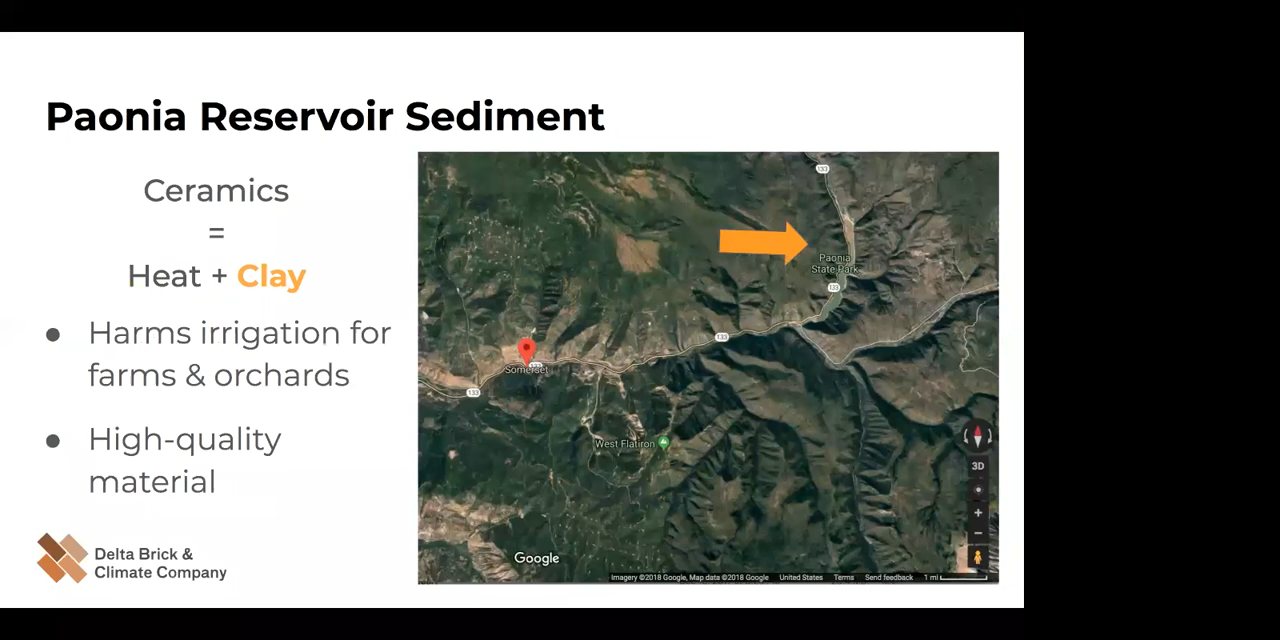 Paonia Reservoir Sediment
Ceramics
=
Heat + Clay
● Harms irrigation for
farms & orchards
● High-quality
material
Delta Brick &
Climate Company
133
Paonia
State Park
133
133
Somerset
133
West Flatiron
3D
+
−
Google
Imagery ©2018 Google, Map data ©2018 Google United States Terms Send feedback 1 mi